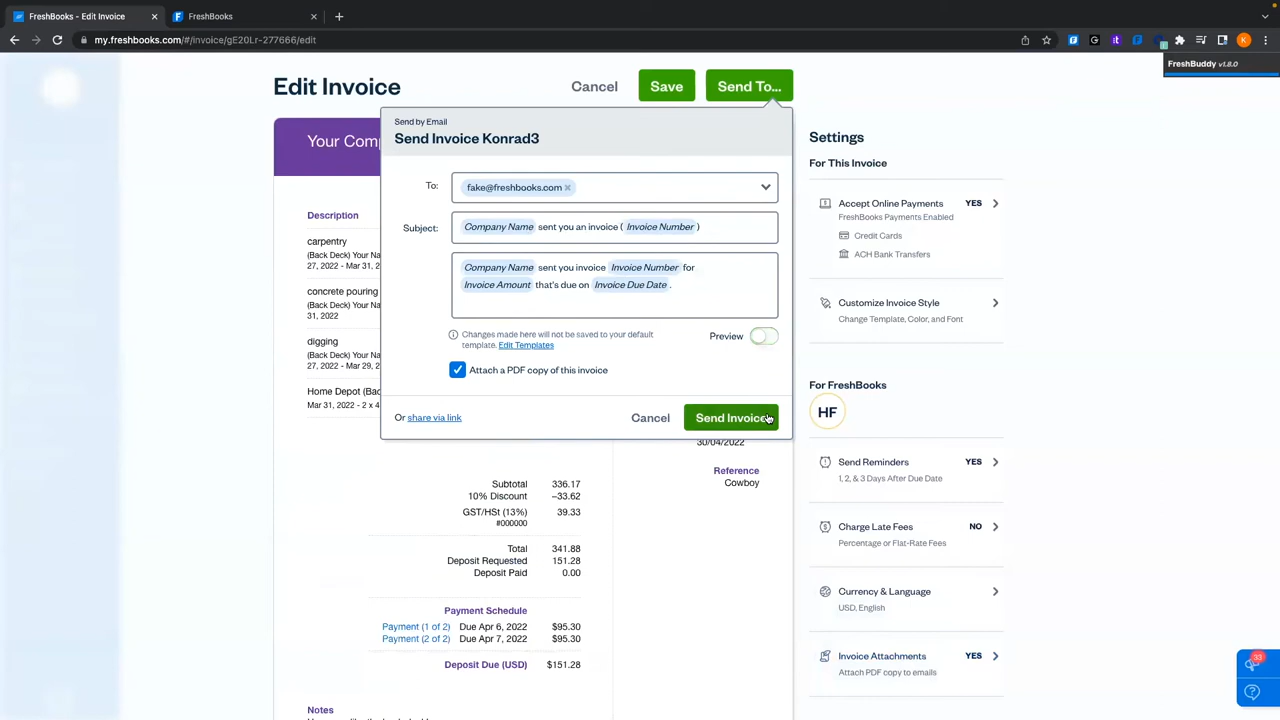 FreshBooks - Edit Invoice
FreshBooks
my.freshbooks.com/#/invoice/gE20Lr-277666/edit
FreshBuddy v1.8.0
Edit Invoice
Cancel
Save
Send To...
Send by Email
Send Invoice Konrad3
To:
fake@freshbooks.com
Subject:
Company Name sent you an invoice ( Invoice Number )
Company Name sent you invoice Invoice Number for
Invoice Amount that's due on Invoice Due Date .
Changes made here will not be saved to your default
template. Edit Templates
Preview
Attach a PDF copy of this invoice
Or share via link
Cancel
Send Invoice
Your Com
Description
carpentry
(Back Deck) Your Na
27, 2022 - Mar 31, 2
concrete pouring
(Back Deck) Your Na
31, 2022
digging
(Back Deck) Your Na
27, 2022 - Mar 29, 2
Home Depot (Bac
Mar 31, 2022 - 2 x 4
30/04/2022
Reference
Cowboy
Subtotal 336.17
10% Discount –33.62
GST/HSt (13%) 39.33
#000000
Total 341.88
Deposit Requested 151.28
Deposit Paid 0.00
Payment Schedule
Payment (1 of 2) Due Apr 6, 2022 $95.30
Payment (2 of 2) Due Apr 7, 2022 $95.30
Deposit Due (USD) $151.28
Notes
Settings
For This Invoice
Accept Online Payments YES
FreshBooks Payments Enabled
Credit Cards
ACH Bank Transfers
Customize Invoice Style
Change Template, Color, and Font
For FreshBooks
HF
Send Reminders YES
1, 2, & 3 Days After Due Date
Charge Late Fees NO
Percentage or Flat-Rate Fees
Currency & Language
USD, English
Invoice Attachments YES
Attach PDF copy to emails
33